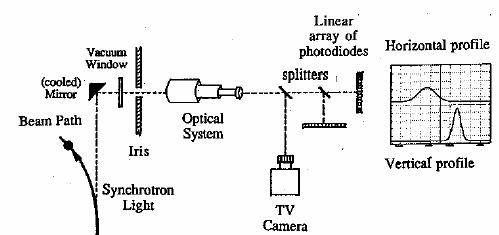 Linear
array of
photodiodes
Horizontal profile
Vacuum
Window
splitters
(cooled)
Mirror
Beam Path
Optical
System
Iris
Vertical profile
Synchrotron
Light
TV
Camera